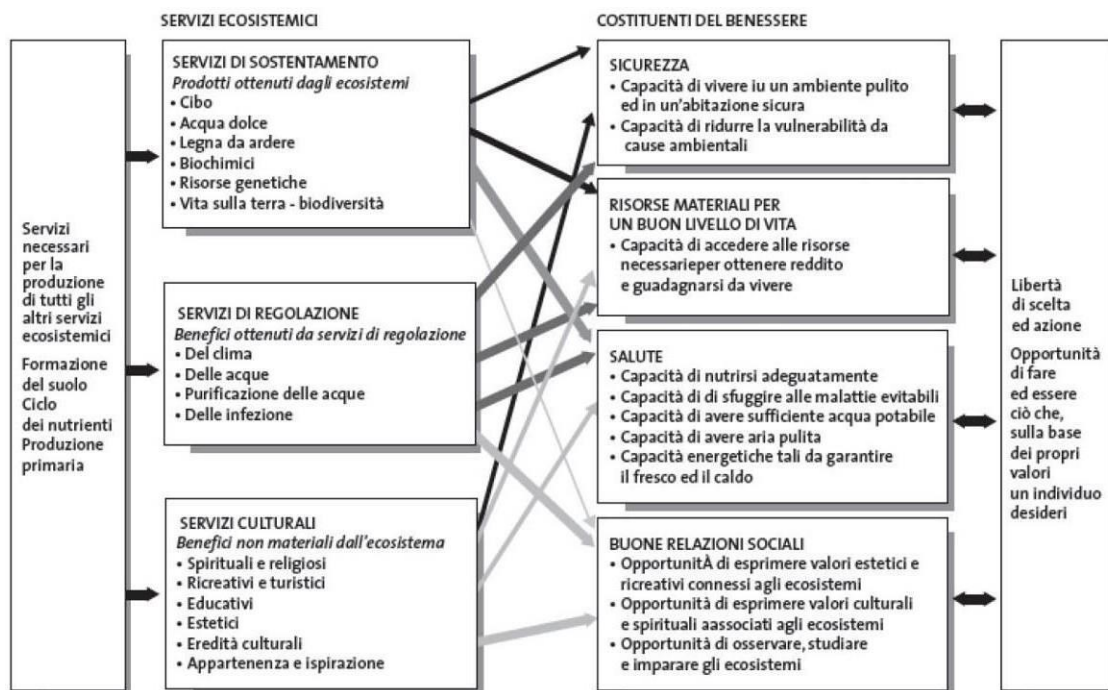 SERVIZI ECOSISTEMICI
COSTITUENTI DEL BENESSERE
Servizi
necessari
per la
produzione
di tutti gli
altri servizi
ecosistemici
Formazione
del suolo
Ciclo
dei nutrienti
Produzione
primaria
SERVIZI DI SOSTENTAMENTO
Prodotti ottenuti dagli ecosistemi
• Cibo
• Acqua dolce
• Legna da ardere
• Biochimici
• Risorse genetiche
• Vita sulla terra - biodiversità
SERVIZI DI REGOLAZIONE
Benefici ottenuti da servizi di regolazione
• Del clima
• Delle acque
• Purificazione delle acque
• Delle infezione
SERVIZI CULTURALI
Benefici non materiali dall'ecosistema
• Spirituali e religiosi
• Ricreativi e turistici
• Educativi
• Estetici
• Eredità culturali
• Appartenenza e ispirazione
SICUREZZA
• Capacità di vivere iu un ambiente pulito
ed in un'abitazione sicura
• Capacità di ridurre la vulnerabilità da
cause ambientali
RISORSE MATERIALI PER
UN BUON LIVELLO DI VITA
• Capacità di accedere alle risorse
necessarieper ottenere reddito
e guadagnarsi da vivere
SALUTE
• Capacità di nutrirsi adeguatamente
• Capacità di di sfuggire alle malattie evitabili
• Capacità di avere sufficiente acqua potabile
• Capacità di avere aria pulita
• Capacità energetiche tali da garantire
il fresco ed il caldo
BUONE RELAZIONI SOCIALI
• OpportunitÀ di esprimere valori estetici e
ricreativi connessi agli ecosistemi
• Opportunità di esprimere valori culturali
e spirituali aassociati agli ecosistemi
• Opportunità di osservare, studiare
e imparare gli ecosistemi
Libertà
di scelta
ed azione
Opportunità
di fare
ed essere
ciò che,
sulla base
dei propri
valori
un individuo
desideri